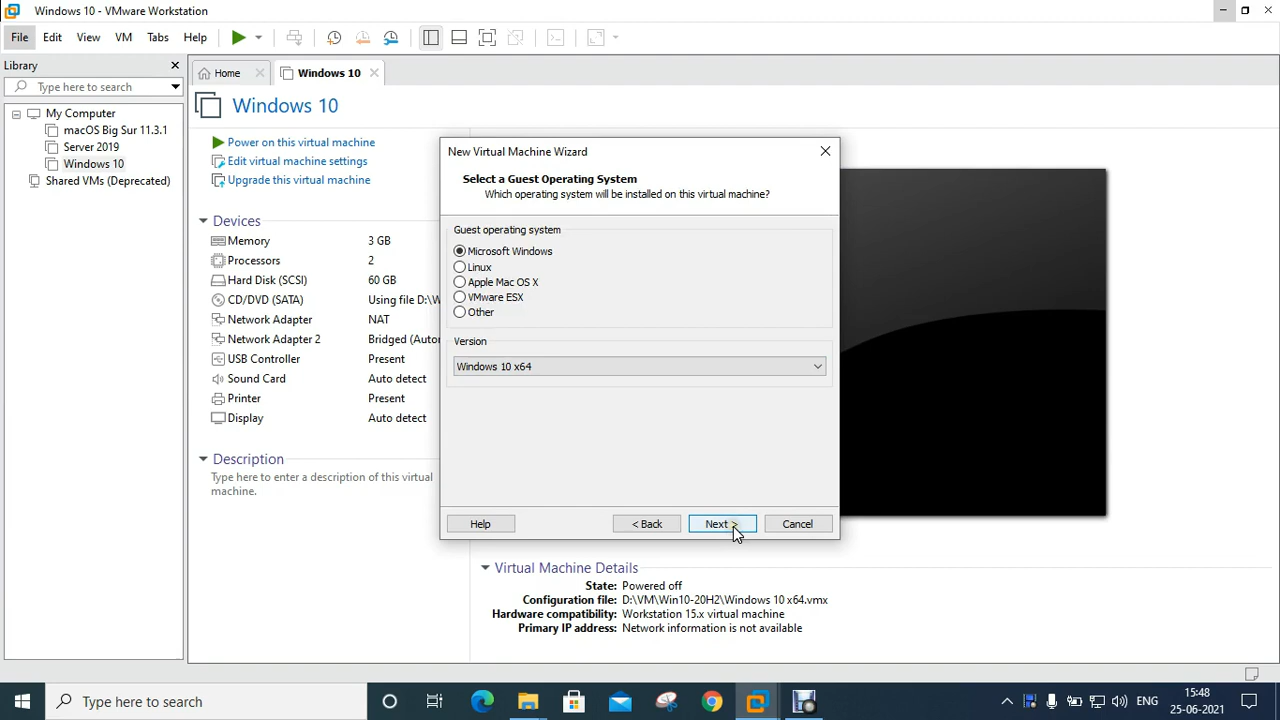 Windows 10 - VMware Workstation
File Edit View VM Tabs Help
Library
Type here to search
My Computer
macOS Big Sur 11.3.1
Server 2019
Windows 10
Shared VMs (Deprecated)
Home
Windows 10
Windows 10
Power on this virtual machine
Edit virtual machine settings
Upgrade this virtual machine
Devices
Memory 3 GB
Processors 2
Hard Disk (SCSI) 60 GB
CD/DVD (SATA) Using file D:\W
Network Adapter NAT
Network Adapter 2 Bridged (Autor
USB Controller Present
Sound Card Auto detect
Printer Present
Display Auto detect
Description
Type here to enter a description of this virtual
machine.
New Virtual Machine Wizard
Select a Guest Operating System
Which operating system will be installed on this virtual machine?
Guest operating system
Microsoft Windows
Linux
Apple Mac OS X
VMware ESX
Other
Version
Windows 10 x64
Help < Back Next > Cancel
Virtual Machine Details
State: Powered off
Configuration file: D:\VM\Win10-20H2\Windows 10 x64.vmx
Hardware compatibility: Workstation 15.x virtual machine
Primary IP address: Network information is not available
Type here to search
ENG
15:48
25-06-2021